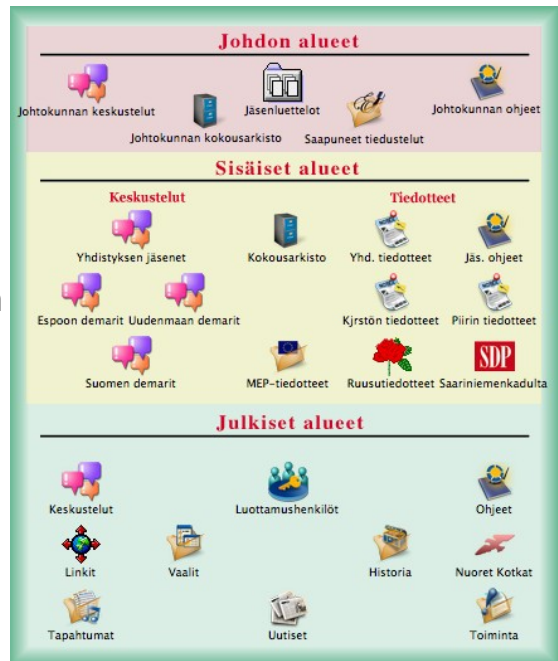 Johdon alueet
Johtokunnan keskustelut
Jäsenluettelot
Johtokunnan ohjeet
Johtokunnan kokousarkisto
Saapuneet tiedustelut
Sisäiset alueet
Keskustelut
Tiedotteet
Yhdistyksen jäsenet
Kokousarkisto
Yhd. tiedotteet
Jäs. ohjeet
Espoon demarit
Uudenmaan demarit
Kjrstön tiedotteet
Piirin tiedotteet
SDP
Suomen demarit
MEP-tiedotteet
Ruusutiedotteet
Saariniemenkadulta
Julkiset alueet
Keskustelut
Luottamushenkilöt
Ohjeet
Linkit
Vaalit
Historia
Nuoret Kotkat
Tapahtumat
Uutiset
Toiminta